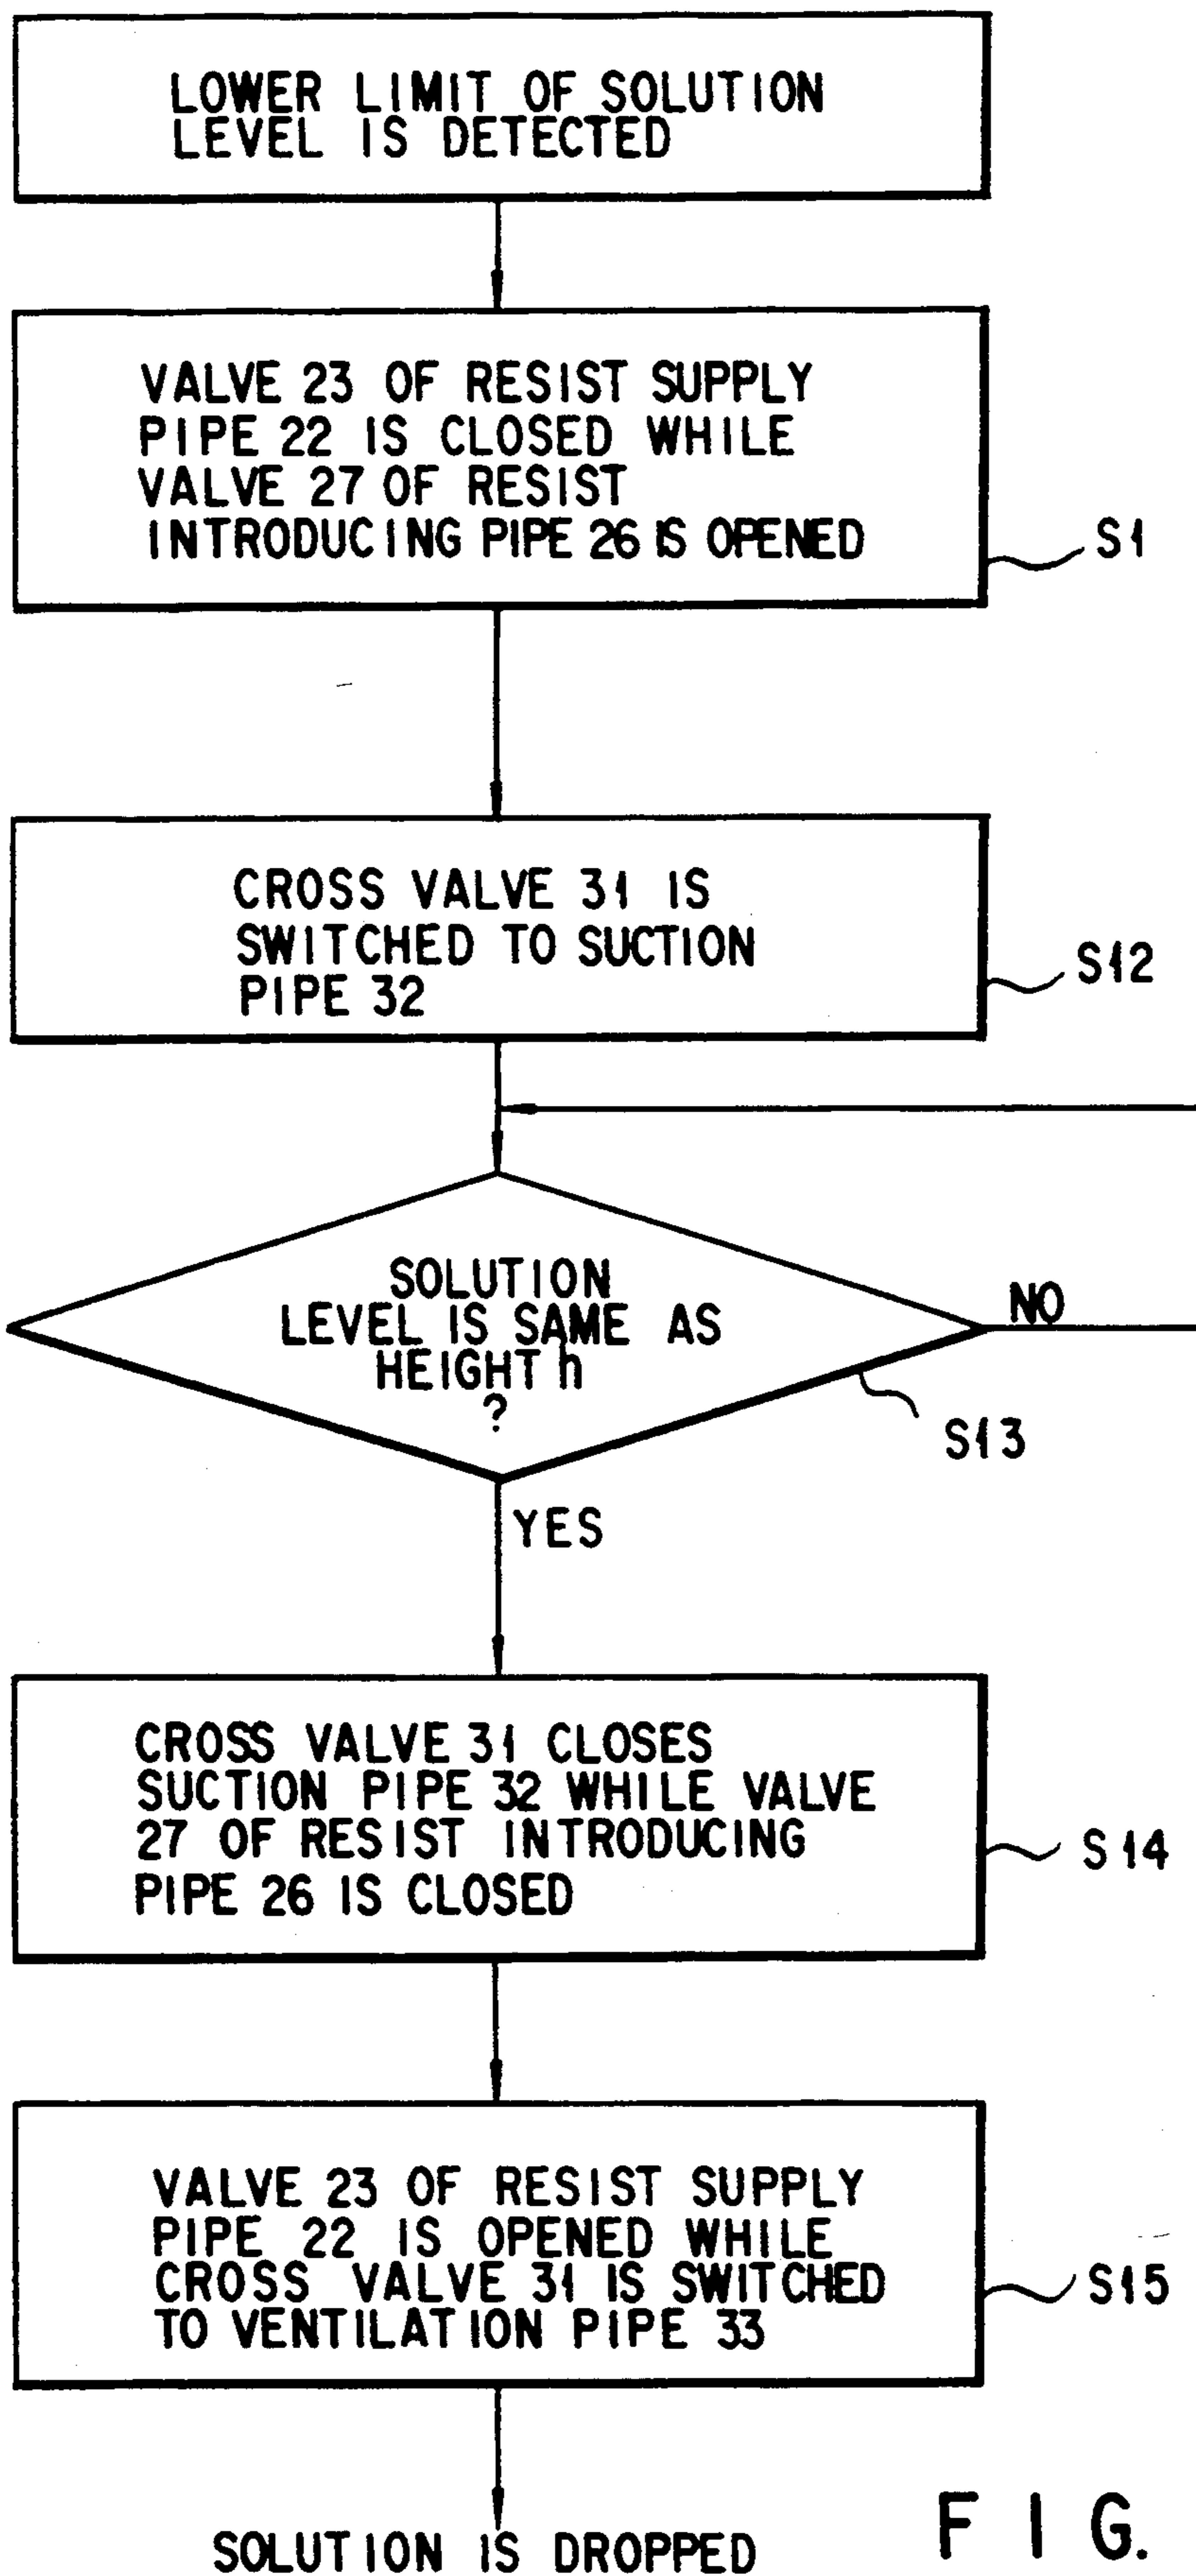 LOWER LIMIT OF SOLUTION
LEVEL IS DETECTED
VALVE 23 OF RESIST SUPPLY
PIPE 22 IS CLOSED WHILE
VALVE 27 OF RESIST
INTRODUCING PIPE 26 IS OPENED
S1
CROSS VALVE 31 IS
SWITCHED TO SUCTION
PIPE 32
S12
SOLUTION
LEVEL IS SAME AS
HEIGHT h
?
NO
S13
YES
CROSS VALVE 31 CLOSES
SUCTION PIPE 32 WHILE VALVE
27 OF RESIST INTRODUCING
PIPE 26 IS CLOSED
S14
VALVE 23 OF RESIST SUPPLY
PIPE 22 IS OPENED WHILE
CROSS VALVE 31 IS SWITCHED
TO VENTILATION PIPE 33
S15
SOLUTION IS DROPPED
FIG.